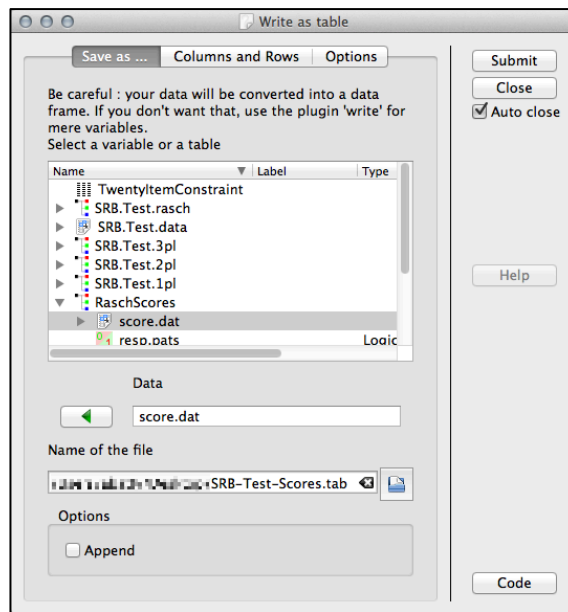 Write as table
Save as ... Columns and Rows Options
Be careful : your data will be converted into a data
frame. If you don't want that, use the plugin 'write' for
mere variables.
Select a variable or a table
Name Label Type
TwentyItemConstraint
SRB.Test.rasch
SRB.Test.data
SRB.Test.3pl
SRB.Test.2pl
SRB.Test.1pl
RaschScores
score.dat
resp.pats Logic
Data
score.dat
Name of the file
SRB-Test-Scores.tab
Options
Append
Submit
Close
Auto close
Help
Code